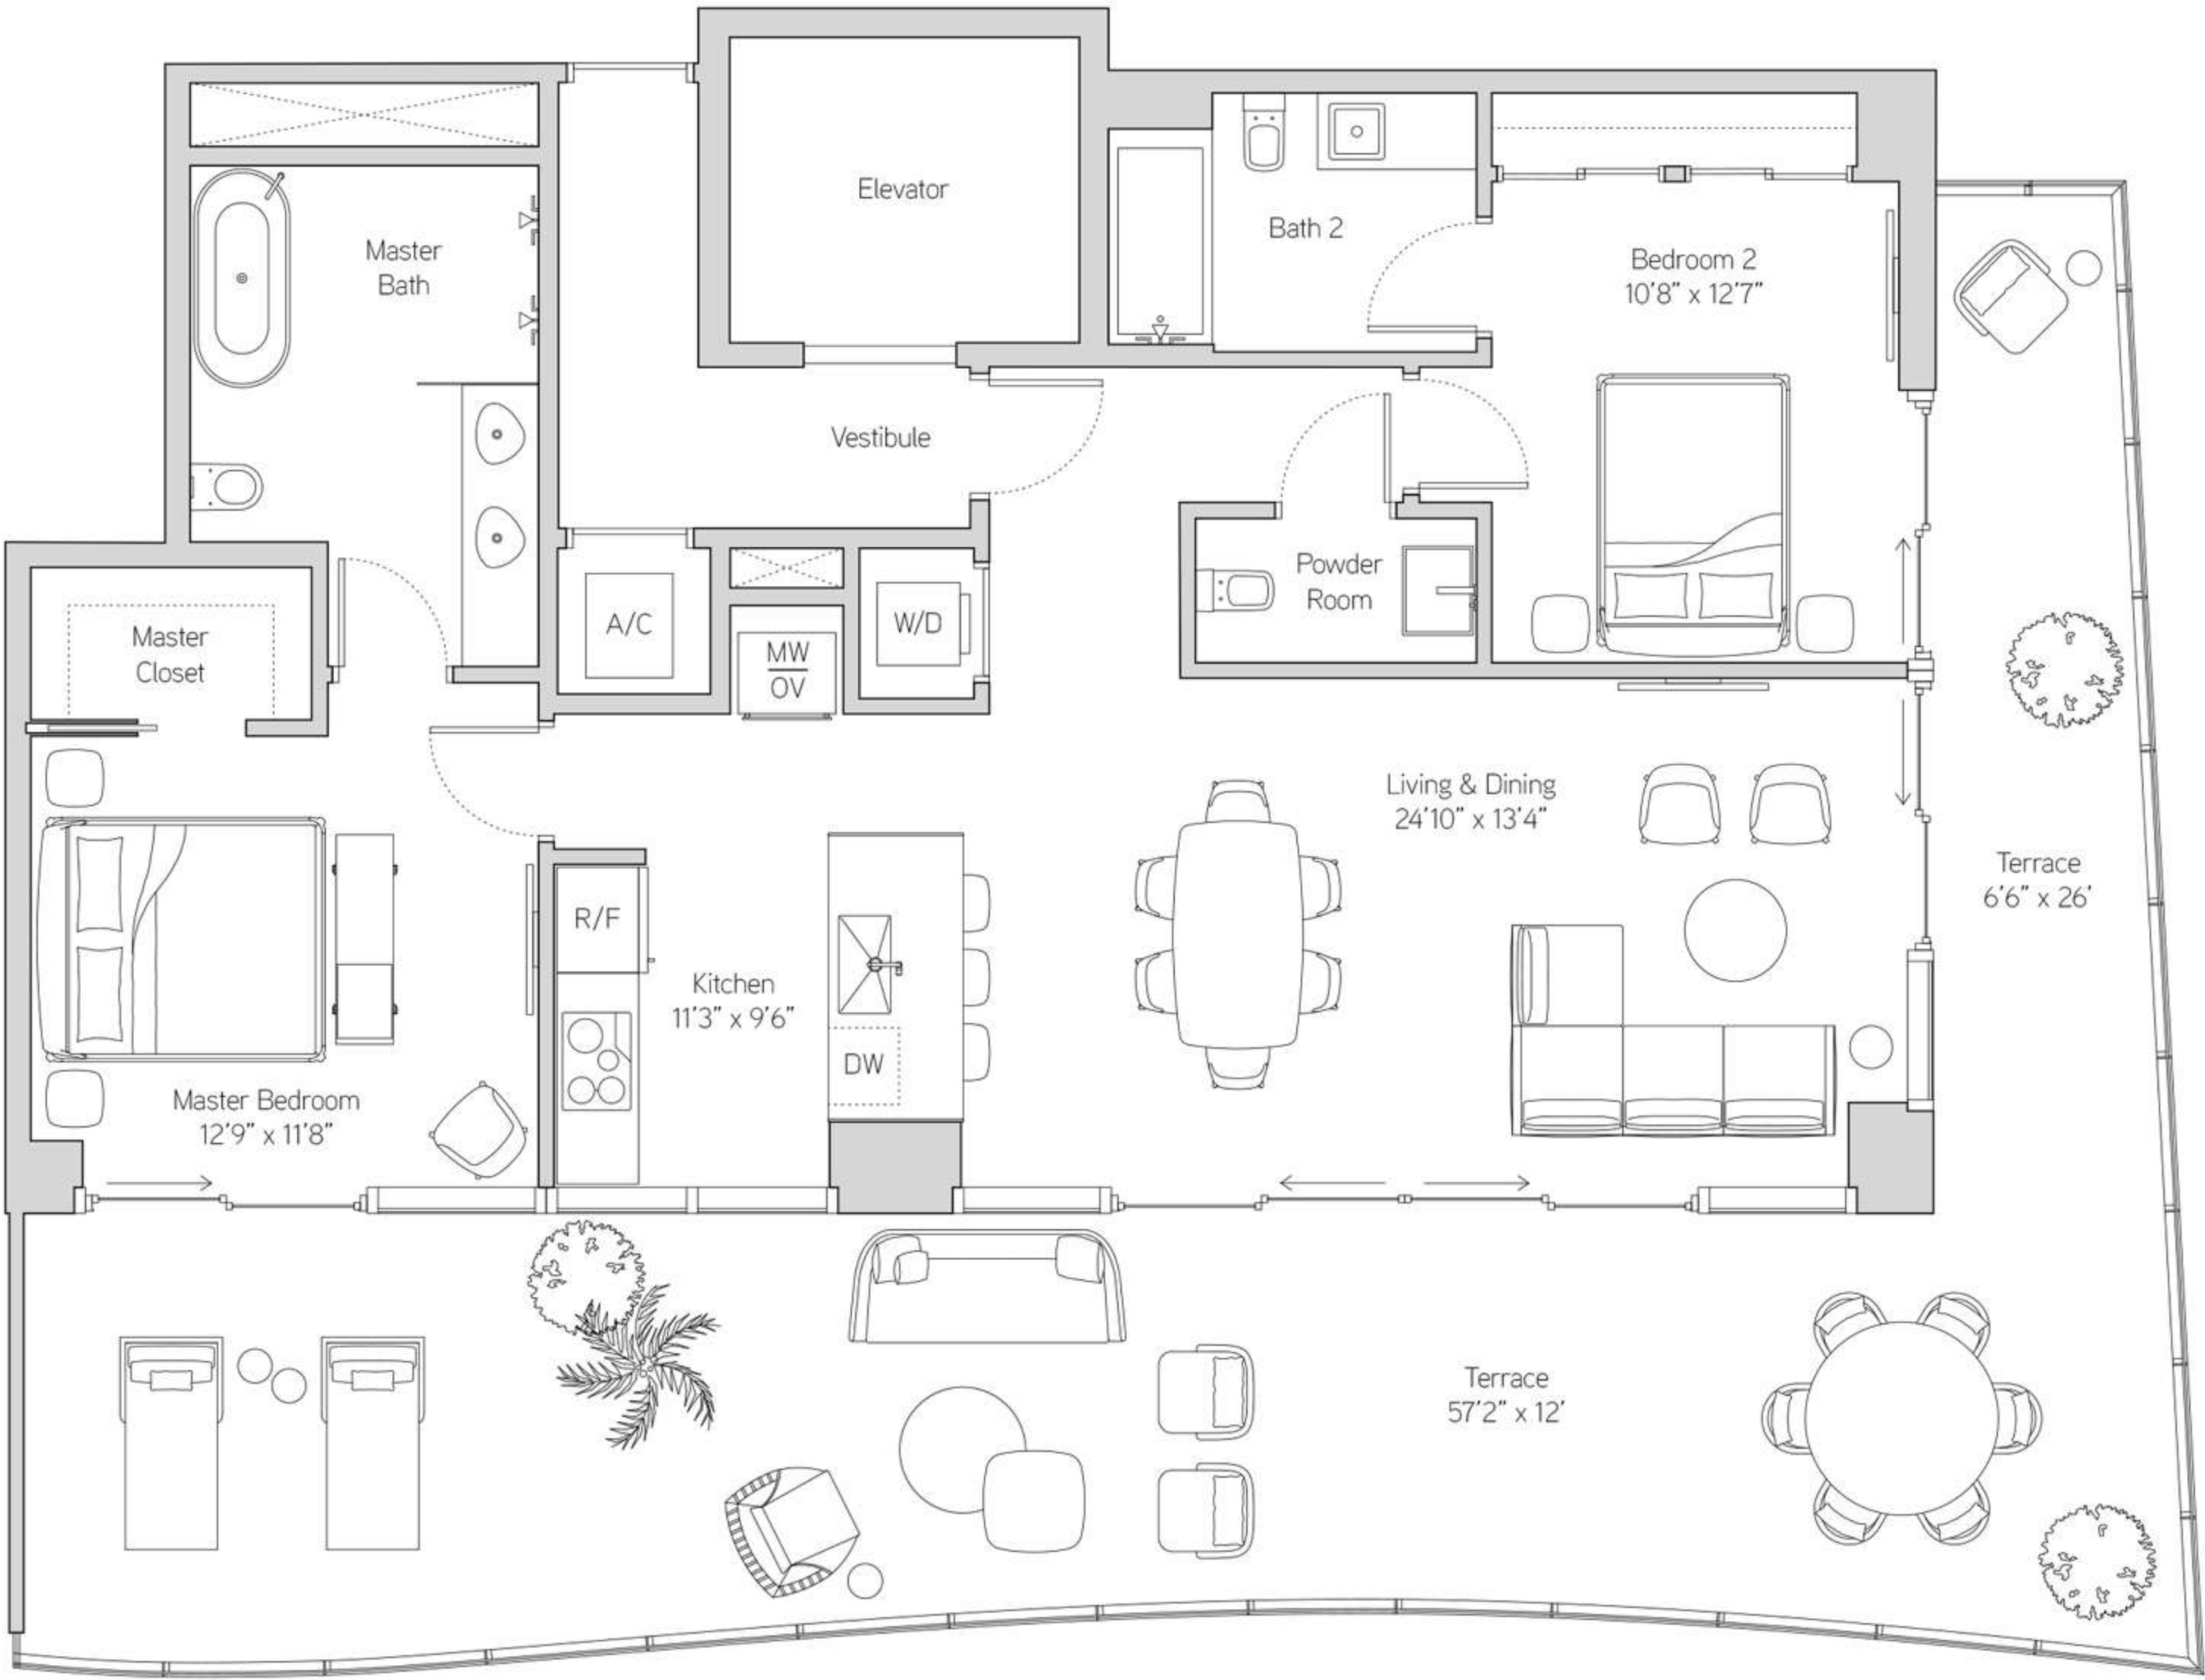 Elevator
Master
Bath
Bath 2
Bedroom 2
10'8" x 12'7"
Vestibule
Powder
Room
A/C
W/D
MW
OV
Master
Closet
Living & Dining
24'10" x 13'4"
Terrace
6'6" x 26'
R/F
Kitchen
11'3" x 9'6"
DW
Master Bedroom
12'9" x 11'8"
Terrace
57'2" x 12'